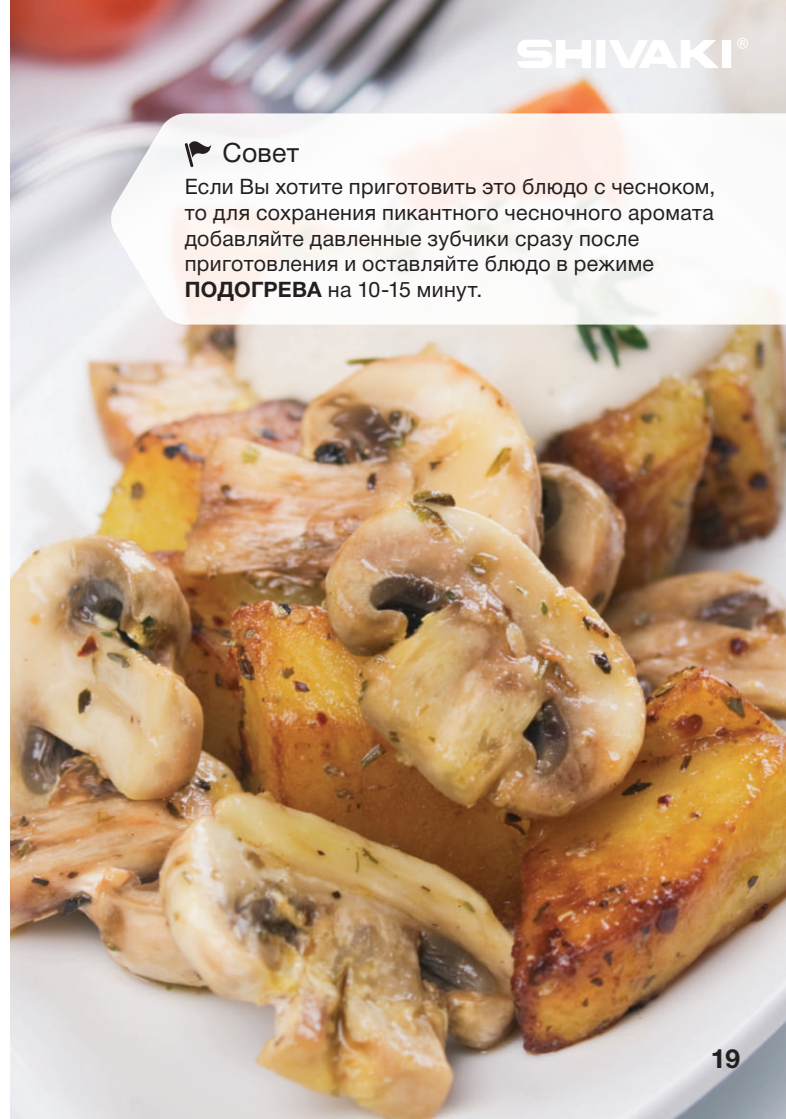 SHIVAKI®
Совет
Если Вы хотите приготовить это блюдо с чесноком,
то для сохранения пикантного чесночного аромата
добавляйте давленные зубчики сразу после
приготовления и оставляйте блюдо в режиме
ПОДОГРЕВА на 10-15 минут.
19